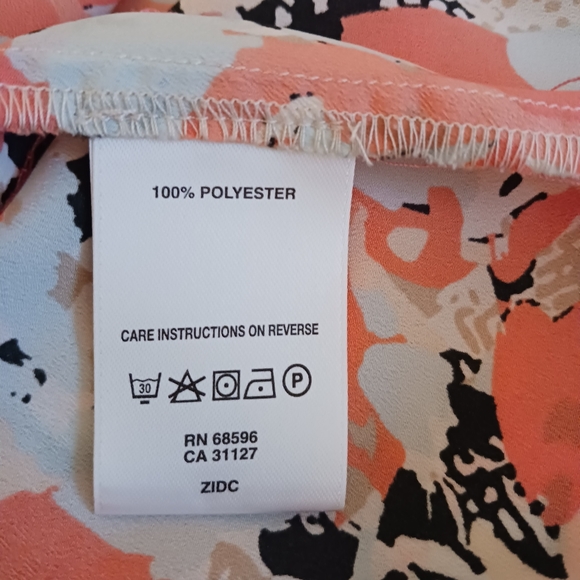 100% POLYESTER
CARE INSTRUCTIONS ON REVERSE
30 P
RN 68596
CA 31127
ZIDC